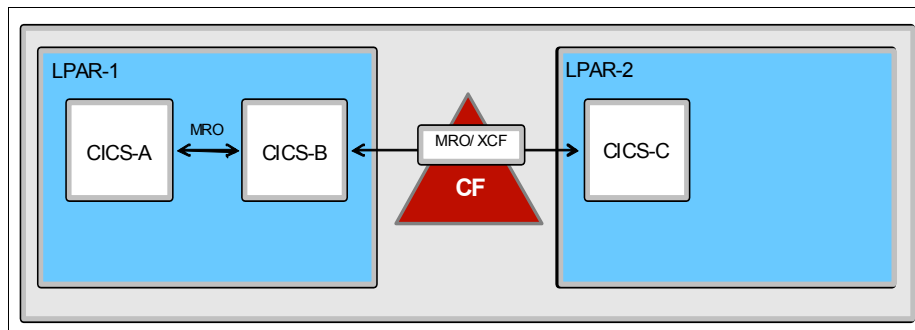 LPAR-1
LPAR-2
CICS-A
MRO
CICS-B
MRO/ XCF
CF
CICS-C